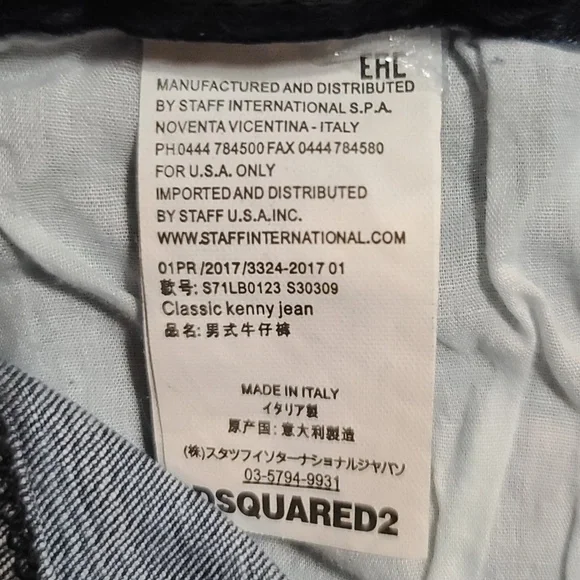 EHL
MANUFACTURED AND DISTRIBUTED
BY STAFF INTERNATIONAL S.P.A.
NOVENTA VICENTINA - ITALY
PH.0444 784500 FAX 0444 784580
FOR U.S.A. ONLY
IMPORTED AND DISTRIBUTED
BY STAFF U.S.A.INC.
WWW.STAFFINTERNATIONAL.COM
01PR/2017/3324-2017 01
款号: S71LB0123 S30309
Classic kenny jean
品名: 男式牛仔裤
MADE IN ITALY
イタリア製
原产国: 意大利製造
(株)スタツフイソターナショナルジャパン
03-5794-9931
DSQUARED2